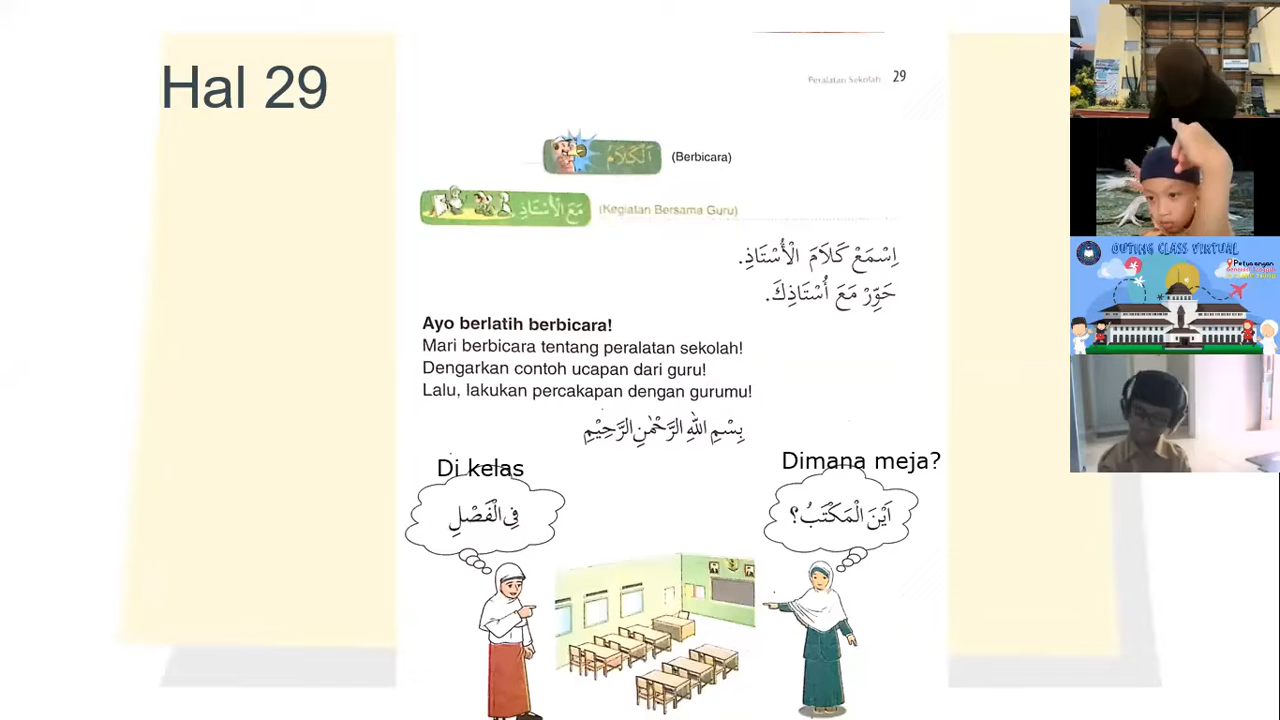 Hal 29
Peralatan Sekolah 29
اَلْكَلَامُ (Berbicara)
مَعَ الْأُسْتَاذِ (Kegiatan Bersama Guru)
اِسْمَعْ كَلَامَ الْأُسْتَاذِ.
حَوِّرْ مَعَ أُسْتَاذِكَ.
Ayo berlatih berbicara!
Mari berbicara tentang peralatan sekolah!
Dengarkan contoh ucapan dari guru!
Lalu, lakukan percakapan dengan gurumu!
بِسْمِ اللهِ الرَّحْمٰنِ الرَّحِيْمِ
Dimana meja?
اَيْنَ الْمَكْتَبُ؟
Di kelas
فِى الْفَصْلِ
OUTING CLASS VIRTUAL